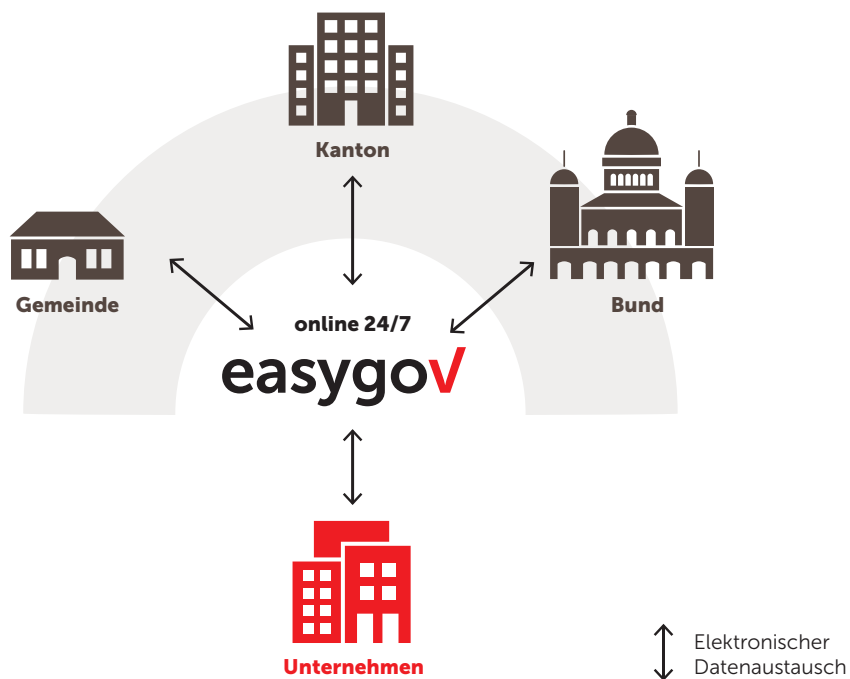 Kanton
Gemeinde
Bund
online 24/7
easygov
Unternehmen
Elektronischer
Datenaustausch